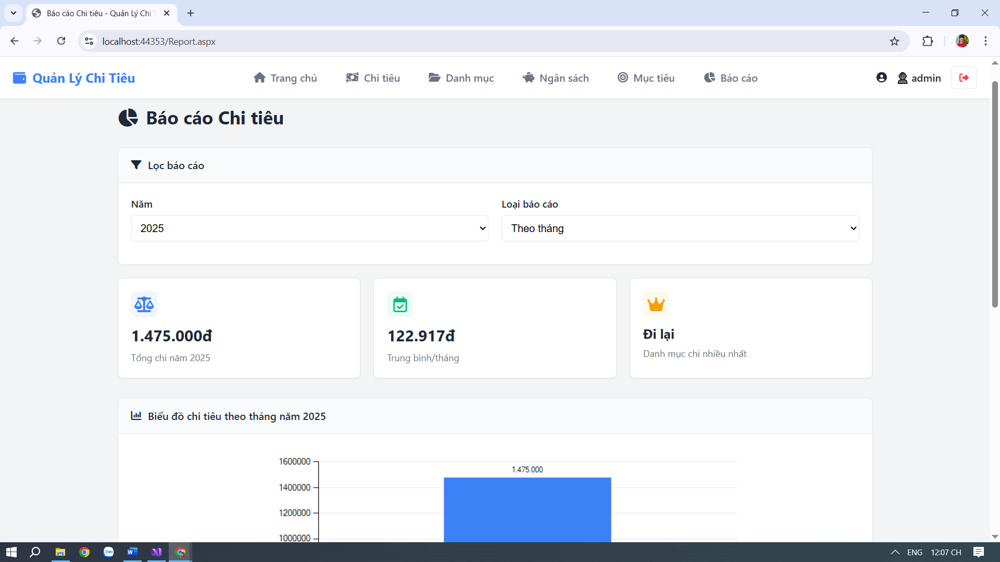 Báo cáo Chi tiêu - Quản Lý Chi
localhost:44353/Report.aspx
Quản Lý Chi Tiêu
Trang chủ
Chi tiêu
Danh mục
Ngân sách
Mục tiêu
Báo cáo
admin
Báo cáo Chi tiêu
Lọc báo cáo
Năm
Loại báo cáo
2025
Theo tháng
1.475.000đ
Tổng chi năm 2025
122.917đ
Trung bình/tháng
Đi lại
Danh mục chi nhiều nhất
Biểu đồ chi tiêu theo tháng năm 2025
1600000
1.475.000
1400000
1200000
1000000
Zalo
W
ENG
12:07 CH